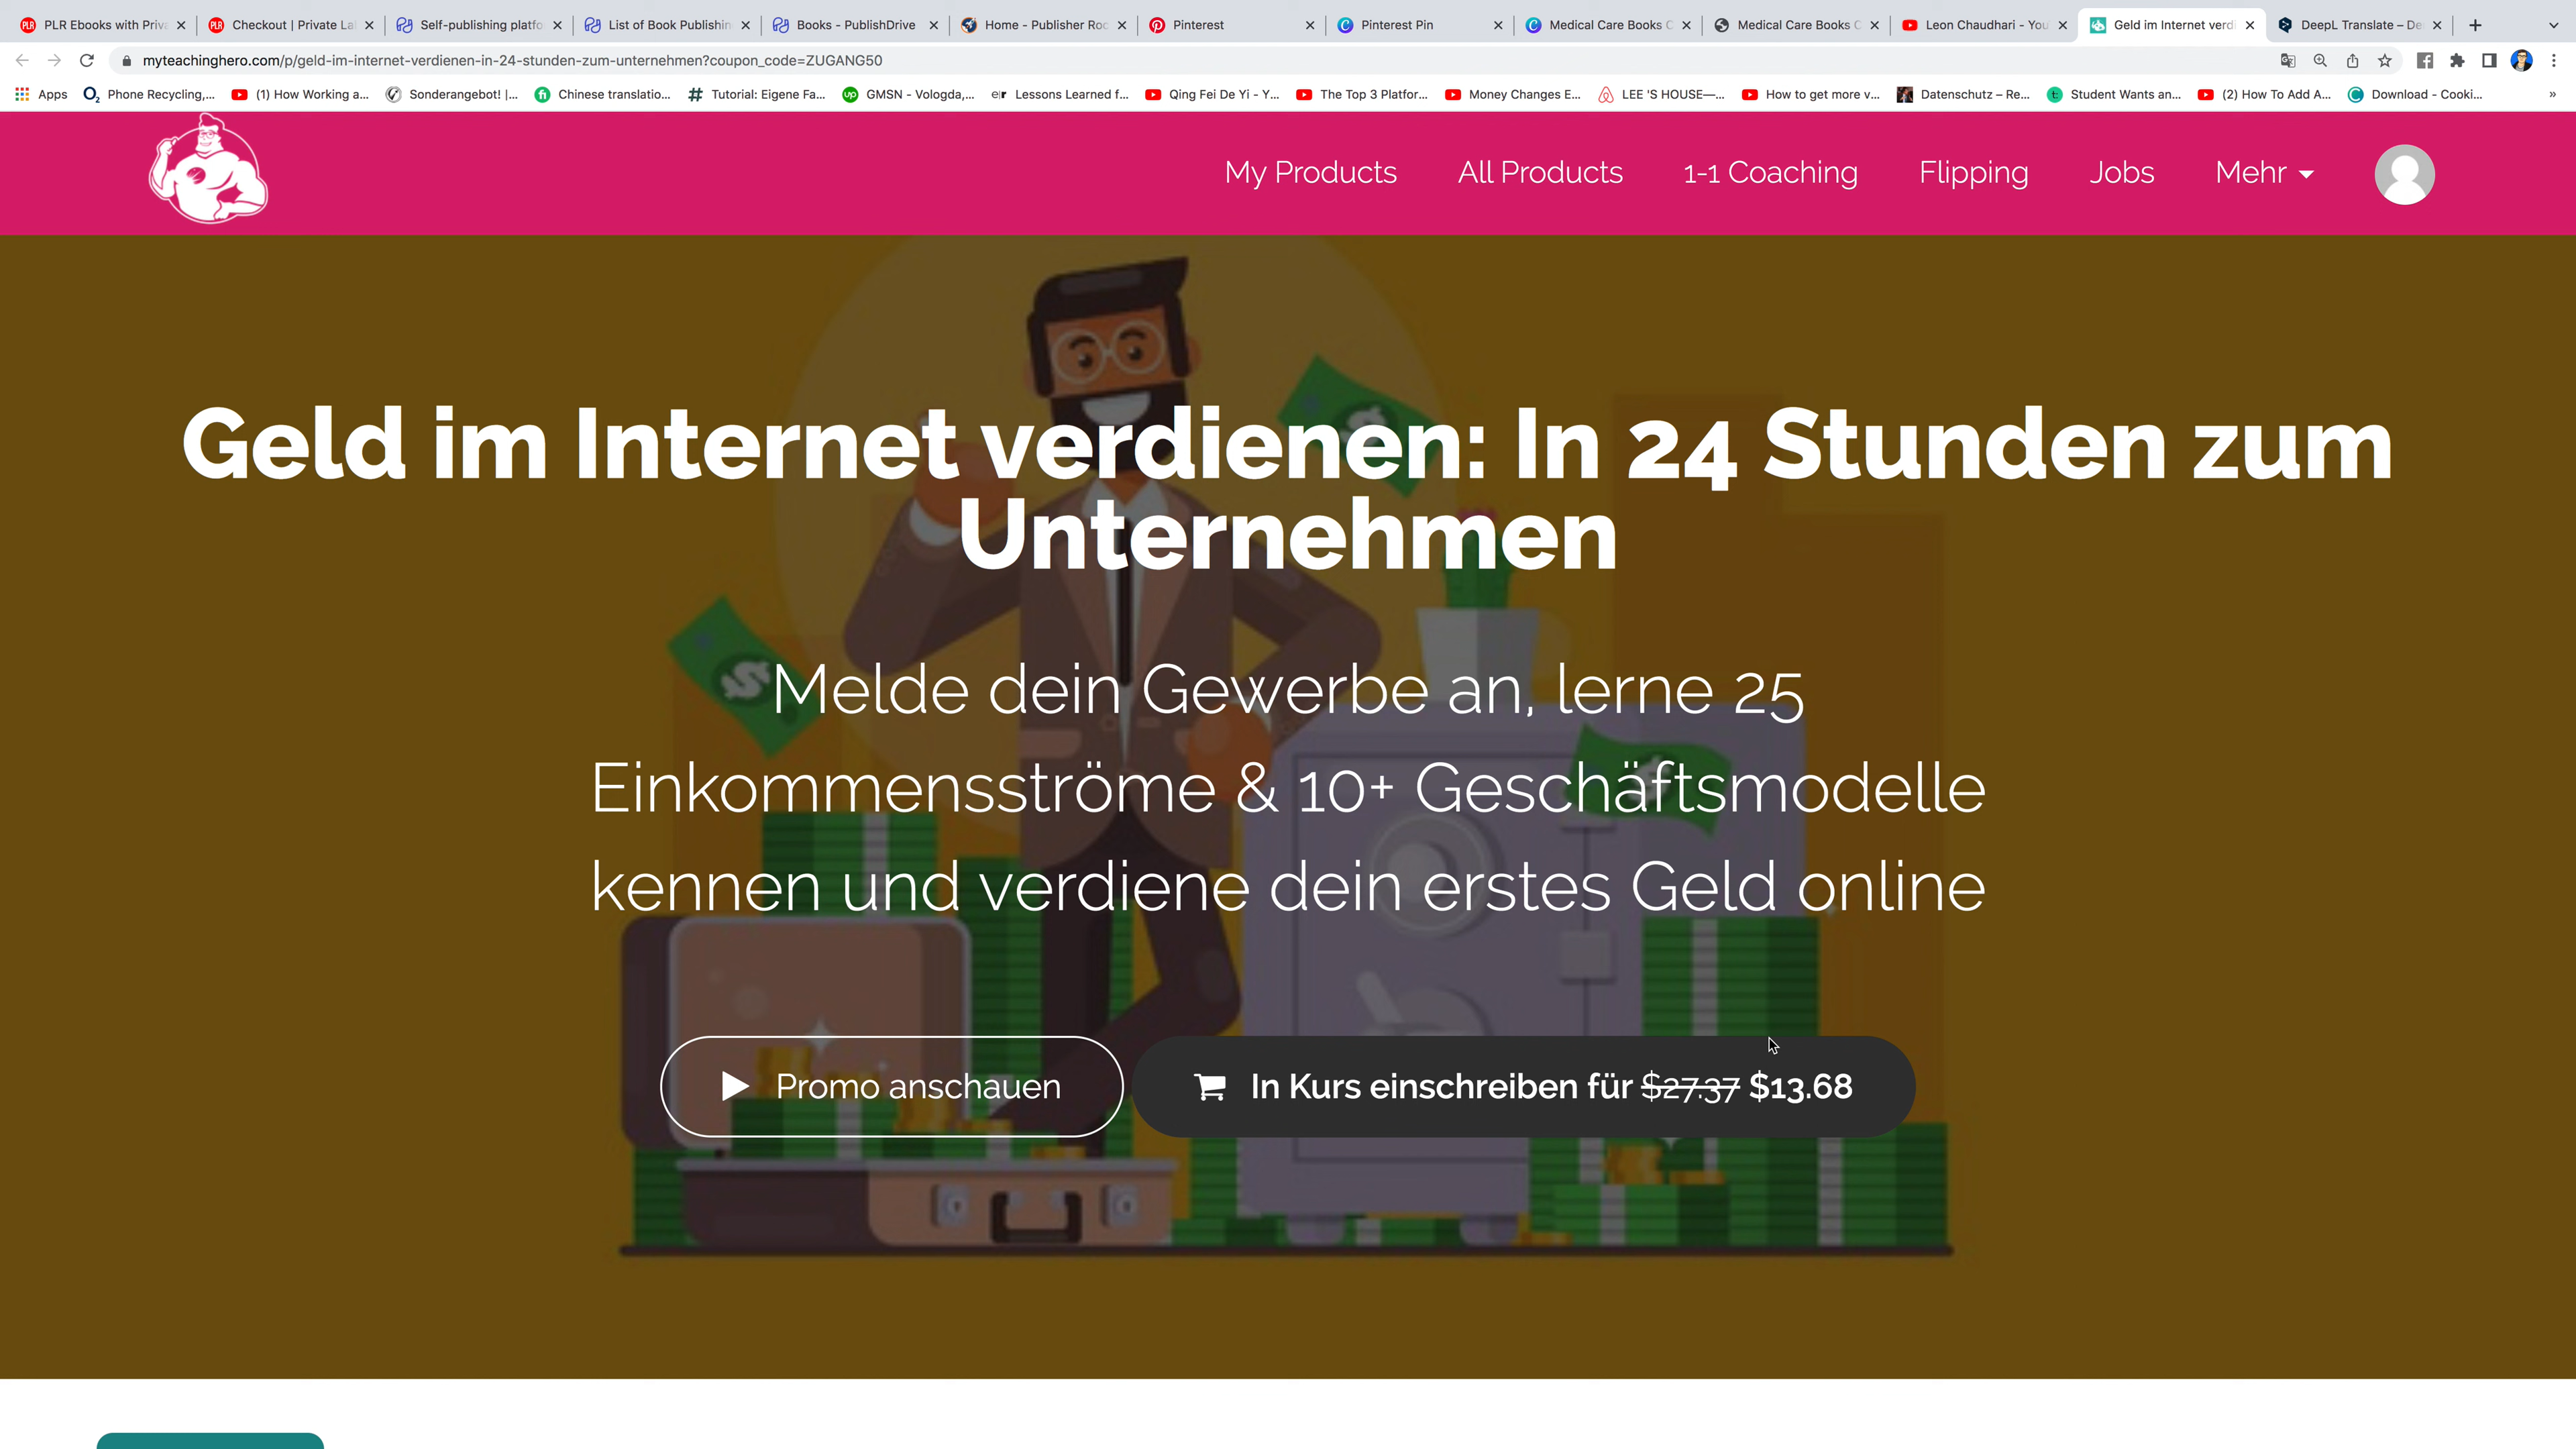 PLR Ebooks with Priva
Checkout | Private La
Self-publishing platfo
List of Book Publishin
Books - PublishDrive
Home - Publisher Roc
Pinterest
Pinterest Pin
Medical Care Books C
Medical Care Books C
Leon Chaudhari - You
Geld im Internet verdi
DeepL Translate – De
myteachinghero.com/p/geld-im-internet-verdienen-in-24-stunden-zum-unternehmen?coupon_code=ZUGANG50
Apps
Phone Recycling,...
(1) How Working a...
Sonderangebot! |...
Chinese translatio...
Tutorial: Eigene Fa...
GMSN - Vologda,...
Lessons Learned f...
Qing Fei De Yi - Y...
The Top 3 Platfor...
Money Changes E...
LEE 'S HOUSE—...
How to get more v...
Datenschutz – Re...
Student Wants an...
(2) How To Add A...
Download - Cooki...
My Products
All Products
1-1 Coaching
Flipping
Jobs
Mehr
Geld im Internet verdienen: In 24 Stunden zum
Unternehmen
Melde dein Gewerbe an, lerne 25
Einkommensströme & 10+ Geschäftsmodelle
kennen und verdiene dein erstes Geld online
Promo anschauen
In Kurs einschreiben für $27.37 $13.68